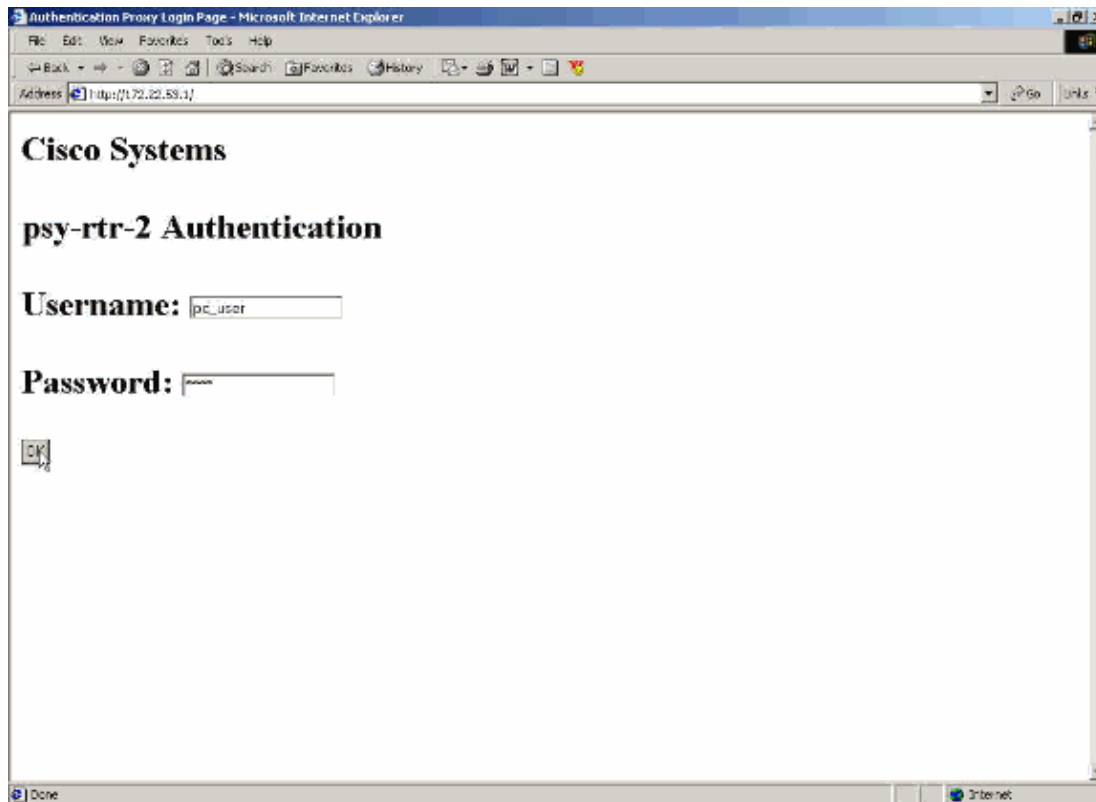 Authentication Proxy Login Page - Microsoft Internet Explorer
File Edit View Favorites Tools Help
Back Search Favorites History
Address http://172.22.53.1/ Go Links
Cisco Systems
psy-rtr-2 Authentication
Username: pc_user
Password: ****
OK
Done Internet